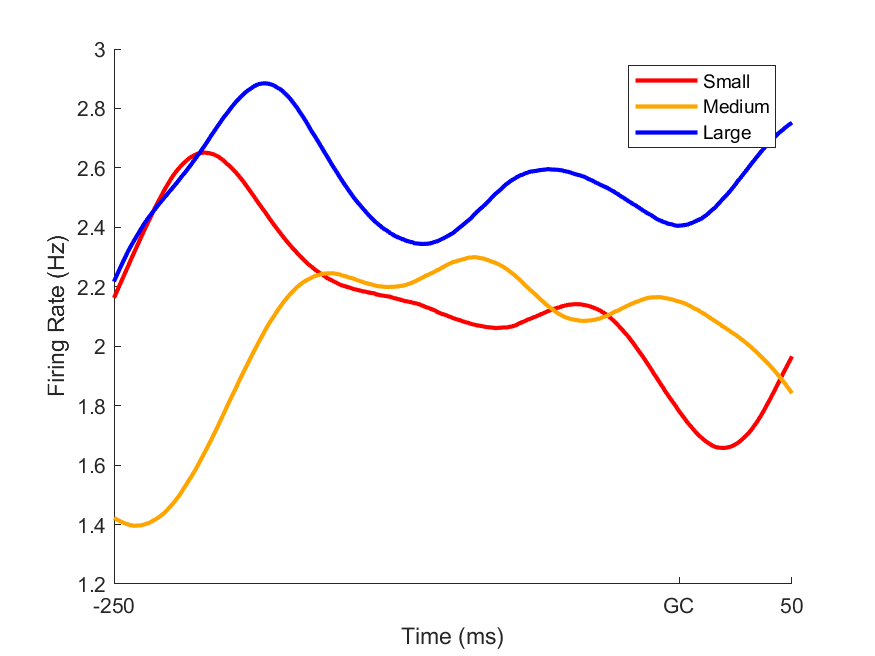 3
2.8
2.6
2.4
2.2
2
1.8
1.6
1.4
1.2
Firing Rate (Hz)
Small
Medium
Large
-250
GC
50
Time (ms)